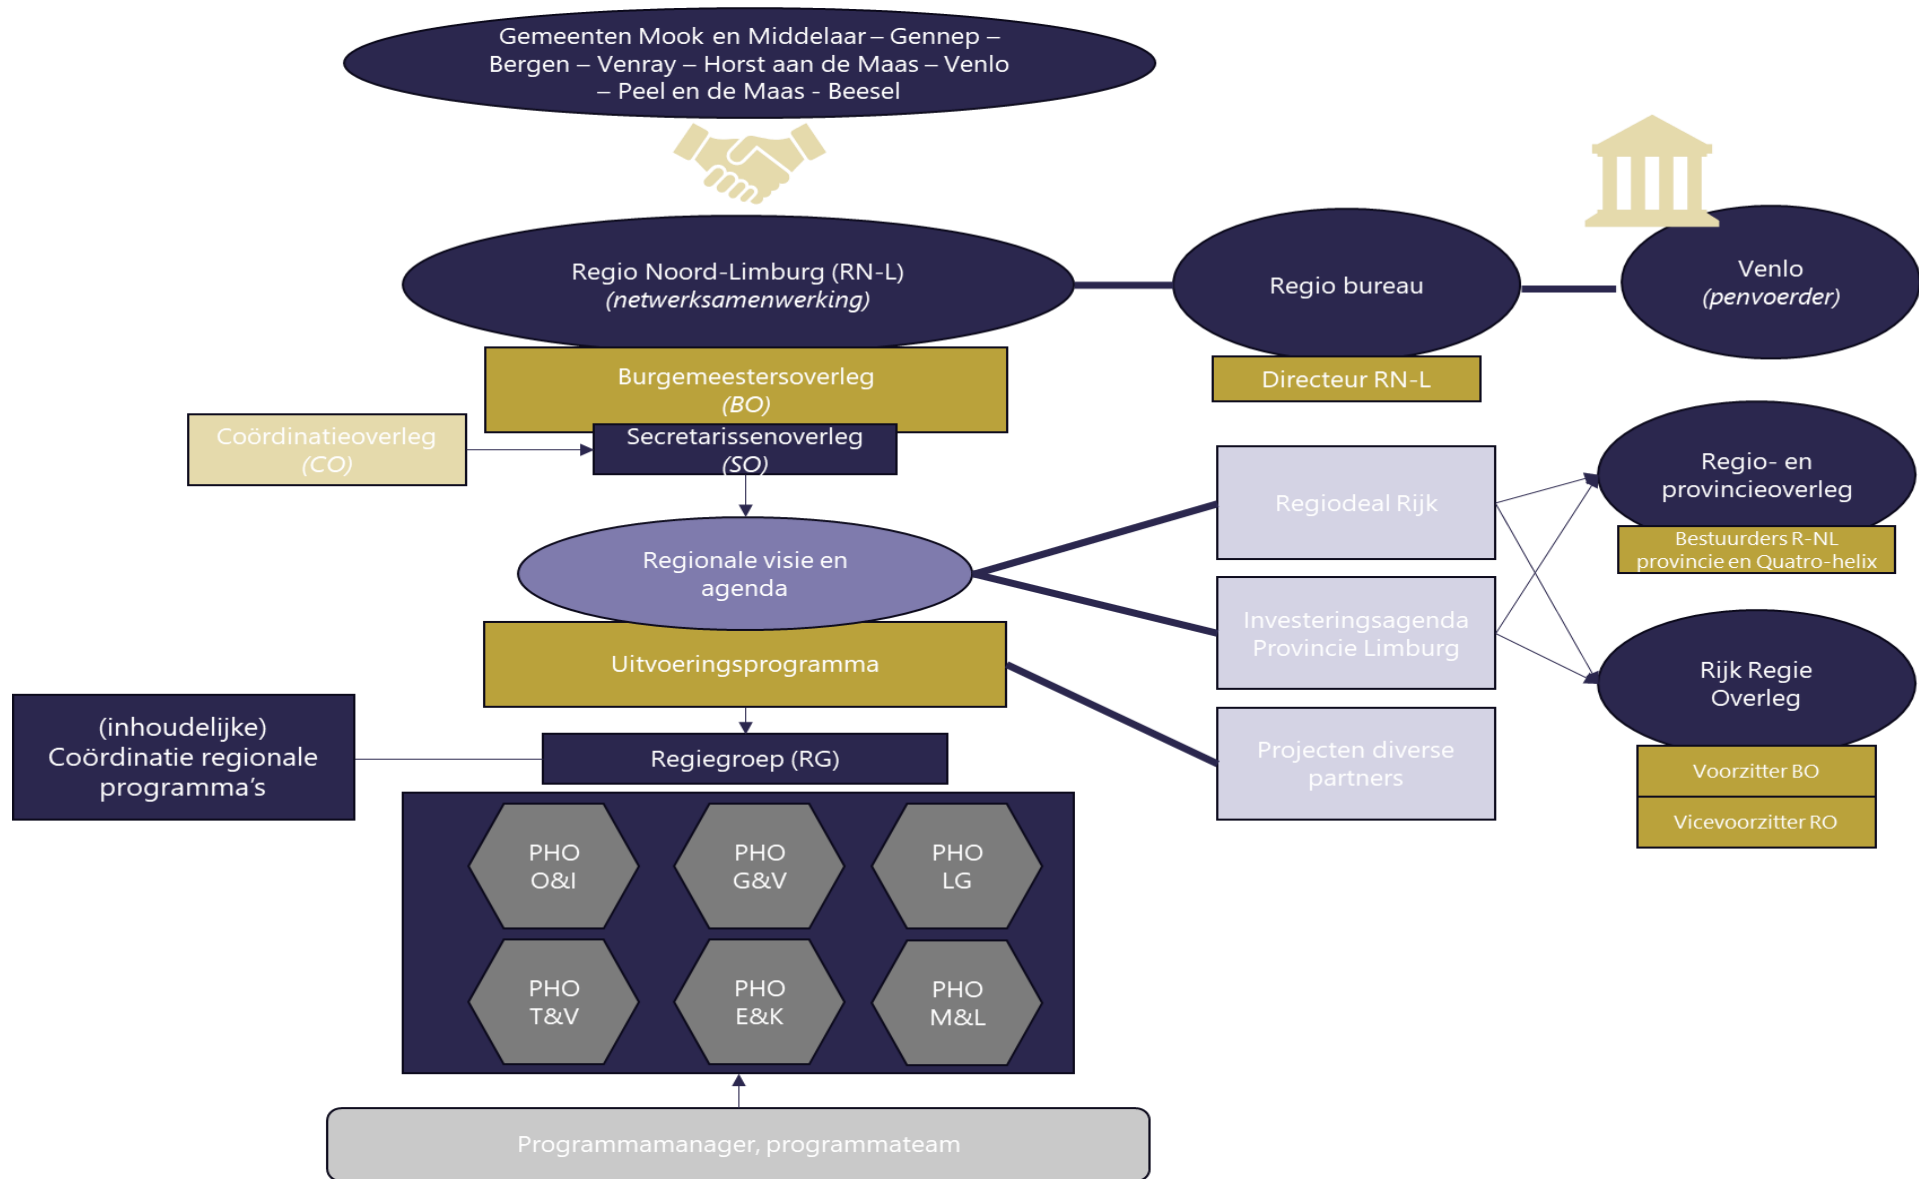 Gemeenten Mook en Middelaar – Gennep –
Bergen – Venray – Horst aan de Maas – Venlo
– Peel en de Maas - Beesel
Regio Noord-Limburg (RN-L)
(netwerksamenwerking)
Regio bureau
Venlo
(penvoerder)
Burgemeestersoverleg
(BO)
Directeur RN-L
Coördinatieoverleg
(CO)
Secretarissenoverleg
(SO)
Regiodeal Rijk
Regio- en
provincieoverleg
Bestuurders R-NL
provincie en Quatro-helix
Regionale visie en
agenda
Investeringsagenda
Provincie Limburg
Uitvoeringsprogramma
Rijk Regie
Overleg
(inhoudelijke)
Coördinatie regionale
programma's
Regiegroep (RG)
Projecten diverse
partners
Voorzitter BO
Vicevoorzitter RO
PHO
O&I
PHO
G&V
PHO
LG
PHO
T&V
PHO
E&K
PHO
M&L
Programmamanager, programmateam